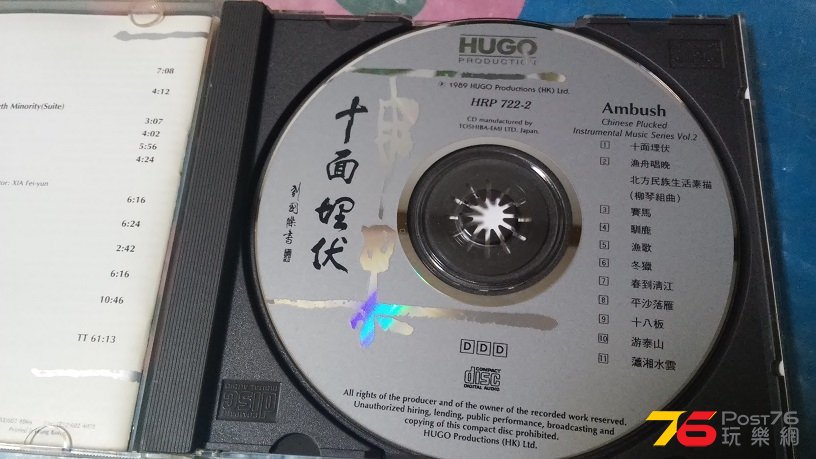 7:08
4:12
rth Minority(Suite)
3:07
4:02
5:56
4:24
tor: XIA Fei-yun
6:16
6:24
2:42
6:16
10:46
TT 61:13
HUGO
PRODUCTION
℗ 1989 HUGO Productions (HK) Ltd.
HRP 722-2
CD manufactured by
TOSHIBA-EMI LTD. Japan.
十面埋伏
Ambush
Chinese Plucked
Instrumental Music Series Vol.2
1 十面埋伏
2 漁舟唱晚
北方民族生活素描
(柳琴組曲)
3 賽馬
4 馴鹿
5 漁歌
6 冬獵
7 春到清江
8 平沙落雁
9 十八板
10 游泰山
11 瀟湘水雲
DDD
COMPACT
disc
DIGITAL AUDIO
All rights of the producer and of the owner of the recorded work reserved.
Unauthorized hiring, lending, public performance, broadcasting and
copying of this compact disc prohibited.
HUGO Productions (HK) Ltd.
76 POST76
玩樂網